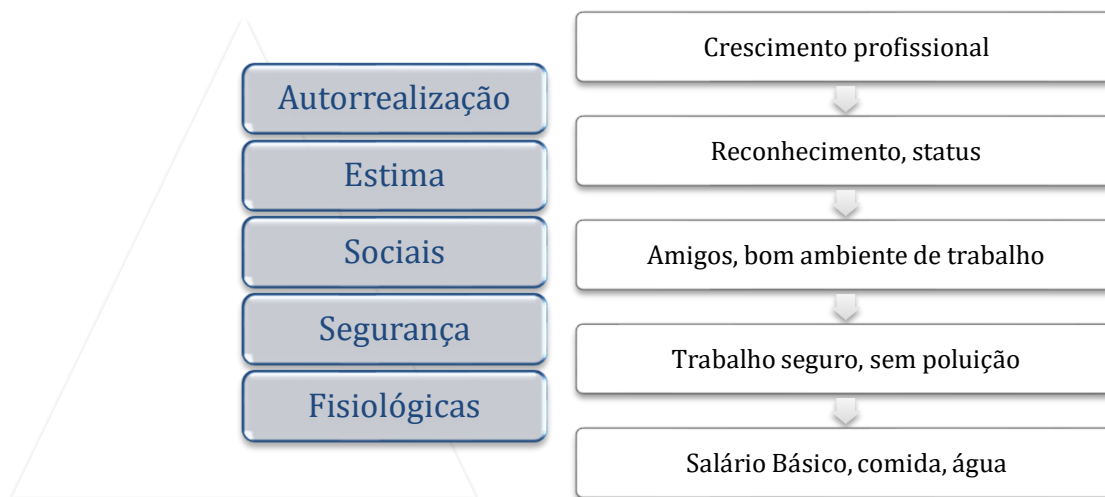 Autorrealização
Estima
Sociais
Segurança
Fisiológicas
Crescimento profissional
Reconhecimento, status
Amigos, bom ambiente de trabalho
Trabalho seguro, sem poluição
Salário Básico, comida, água